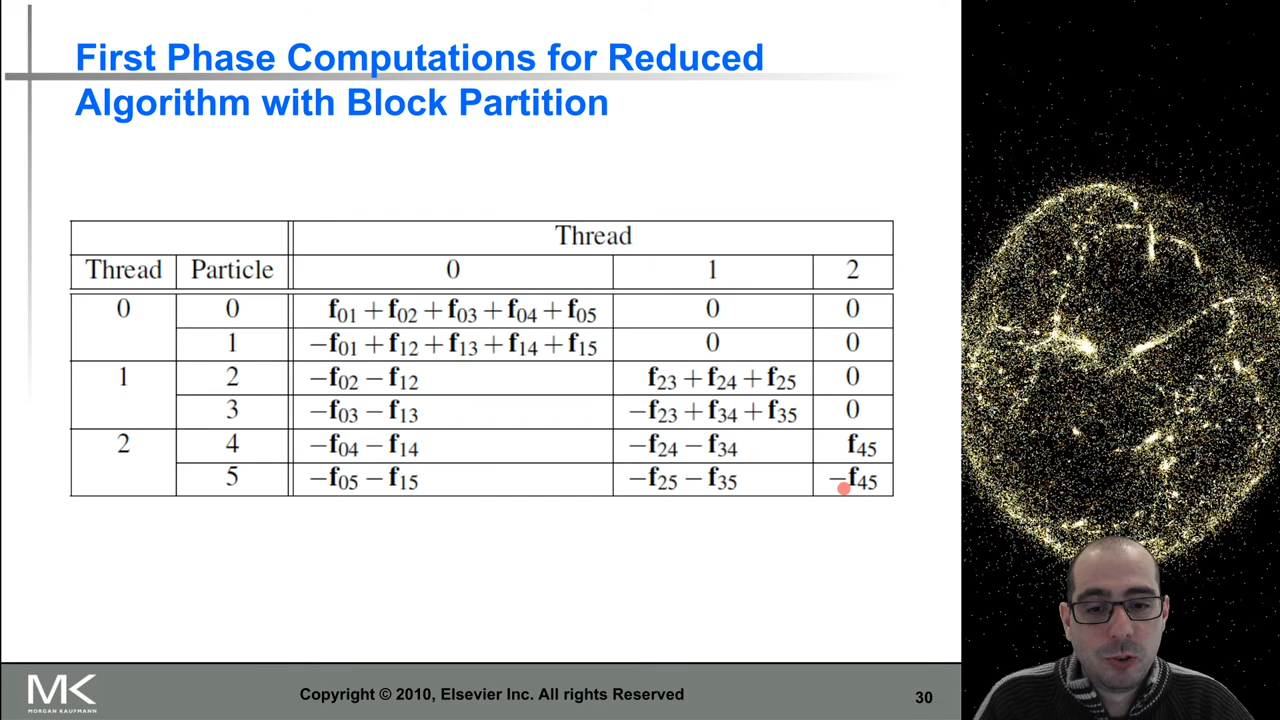 First Phase Computations for Reduced
Algorithm with Block Partition
Thread
Thread Particle 0 1 2
0 0 f₀₁ + f₀₂ + f₀₃ + f₀₄ + f₀₅ 0 0
1 −f₀₁ + f₁₂ + f₁₃ + f₁₄ + f₁₅ 0 0
1 2 −f₀₂ − f₁₂ f₂₃ + f₂₄ + f₂₅ 0
3 −f₀₃ − f₁₃ −f₂₃ + f₃₄ + f₃₅ 0
2 4 −f₀₄ − f₁₄ −f₂₄ − f₃₄ f₄₅
5 −f₀₅ − f₁₅ −f₂₅ − f₃₅ −f₄₅
MK
MORGAN KAUFMANN
Copyright © 2010, Elsevier Inc. All rights Reserved
30